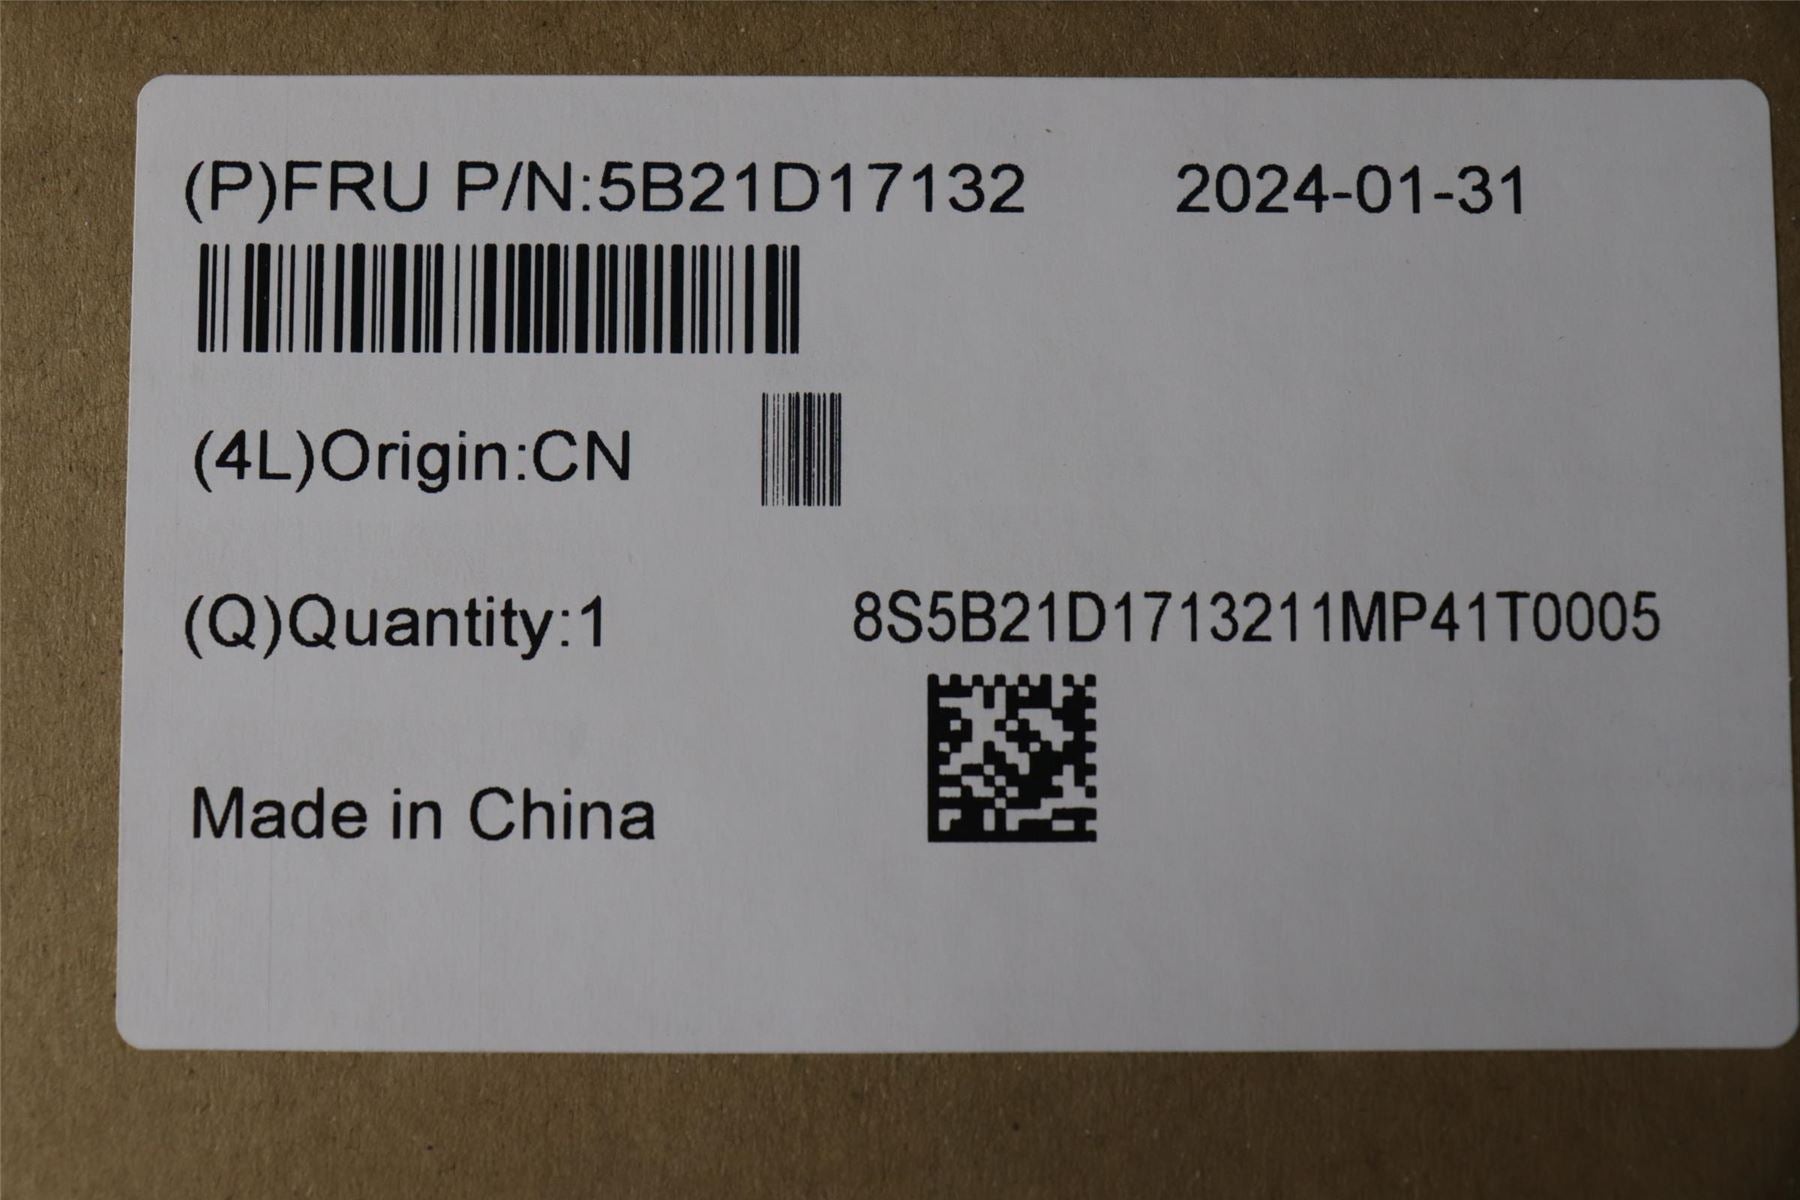 (P)FRU P/N:5B21D17132 2024-01-31
(4L)Origin:CN
(Q)Quantity:1 8S5B21D1713211MP41T0005
Made in China